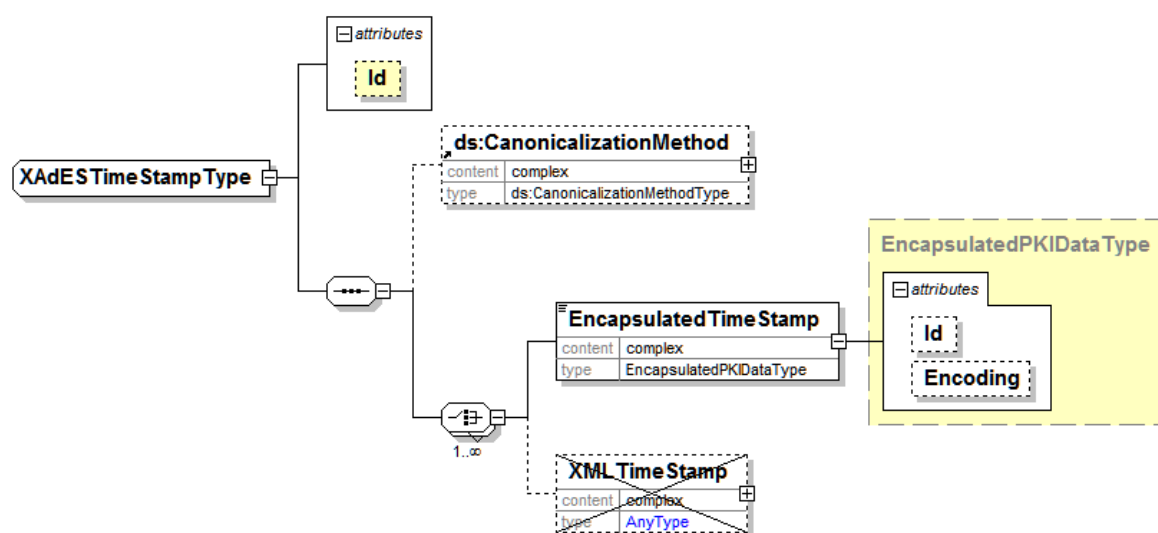 attributes
Id
XAdESTimeStampType
ds:CanonicalizationMethod
content complex
type ds:CanonicalizationMethodType
EncapsulatedPKIDataType
attributes
Id
Encoding
EncapsulatedTimeStamp
content complex
type EncapsulatedPKIDataType
1..∞
XMLTimeStamp
content complex
type AnyType